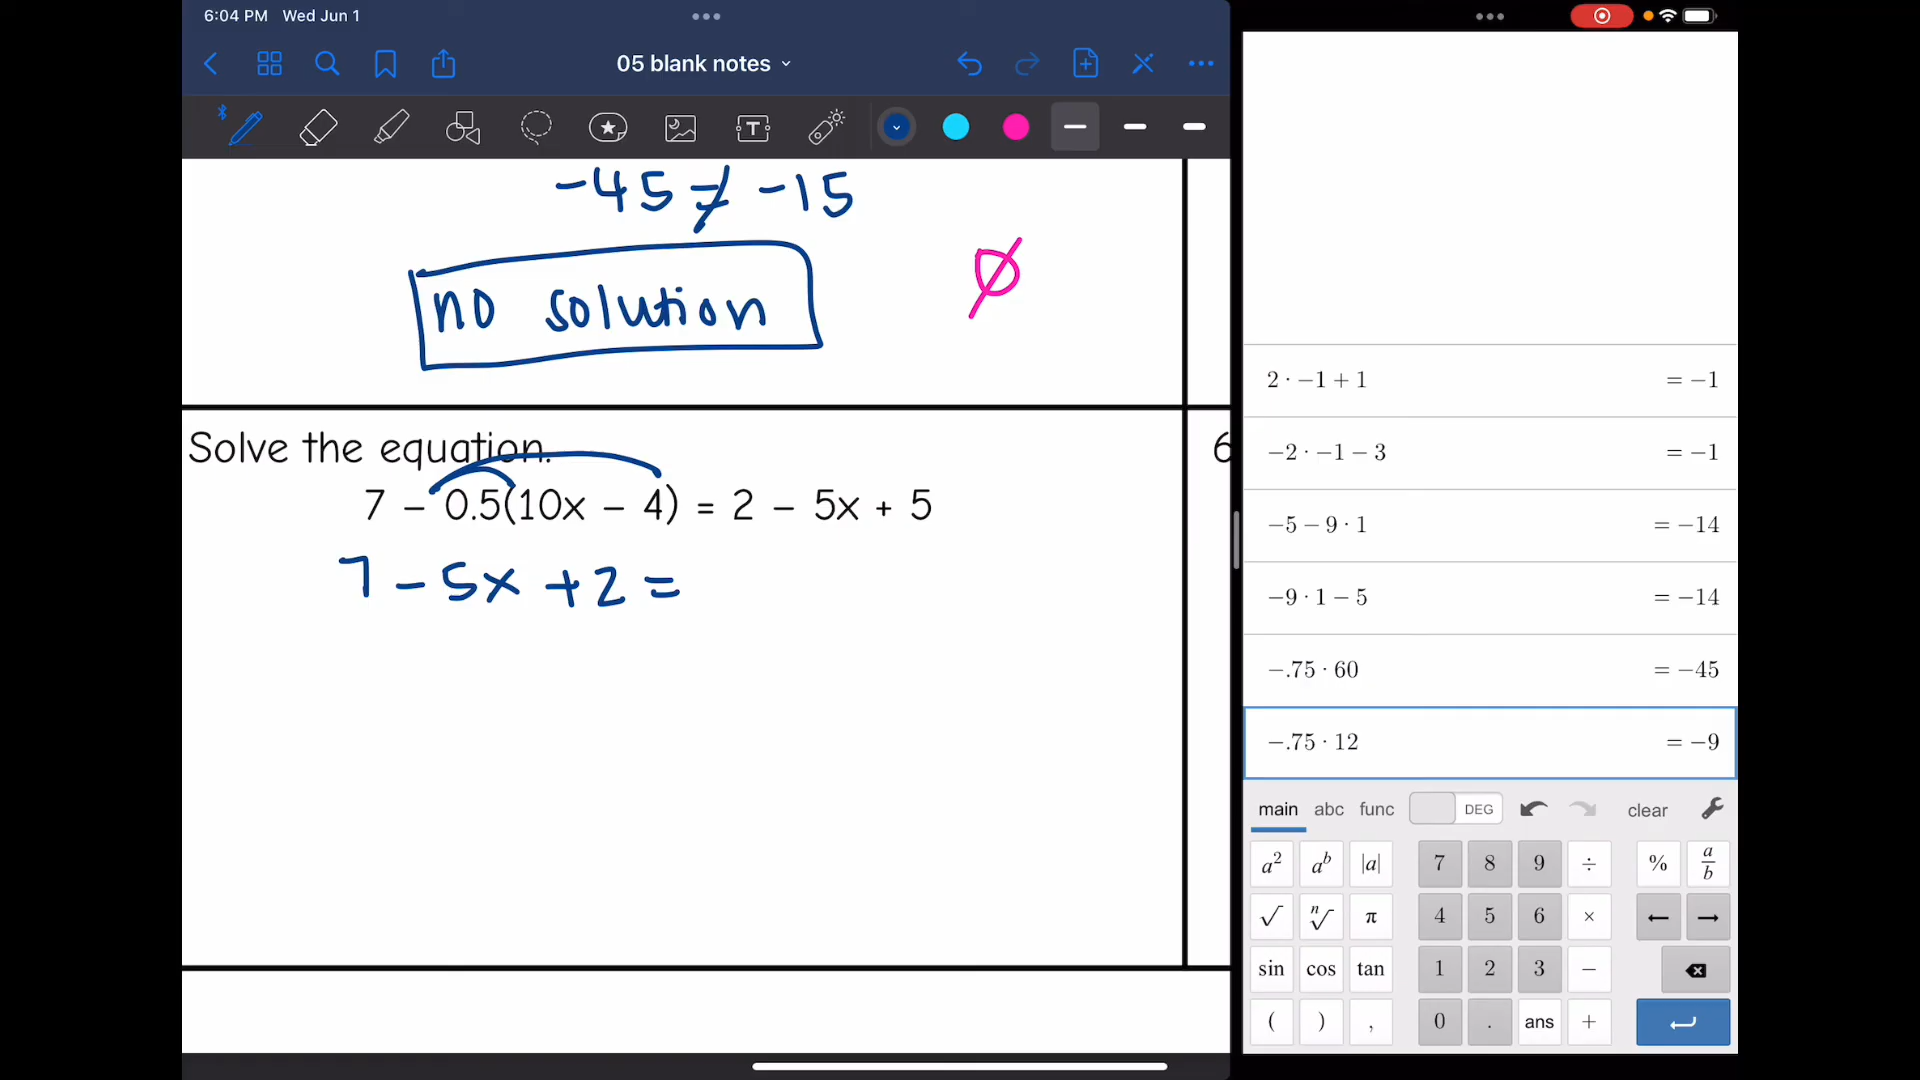 6:04 PM Wed Jun 1
05 blank notes
-45 ≠ -15
no solution
∅
Solve the equation.
6
7 – 0.5(10x – 4) = 2 – 5x + 5
7 - 5x + 2 =
2 · −1 + 1 = −1
−2 · −1 − 3 = −1
−5 − 9 · 1 = −14
−9 · 1 − 5 = −14
−.75 · 60 = −45
−.75 · 12 = −9
main abc func DEG clear
a² aᵇ |a| 7 8 9 ÷ % a/b
√ ⁿ√ π 4 5 6 × ← →
sin cos tan 1 2 3 −
( ) , 0 . ans +